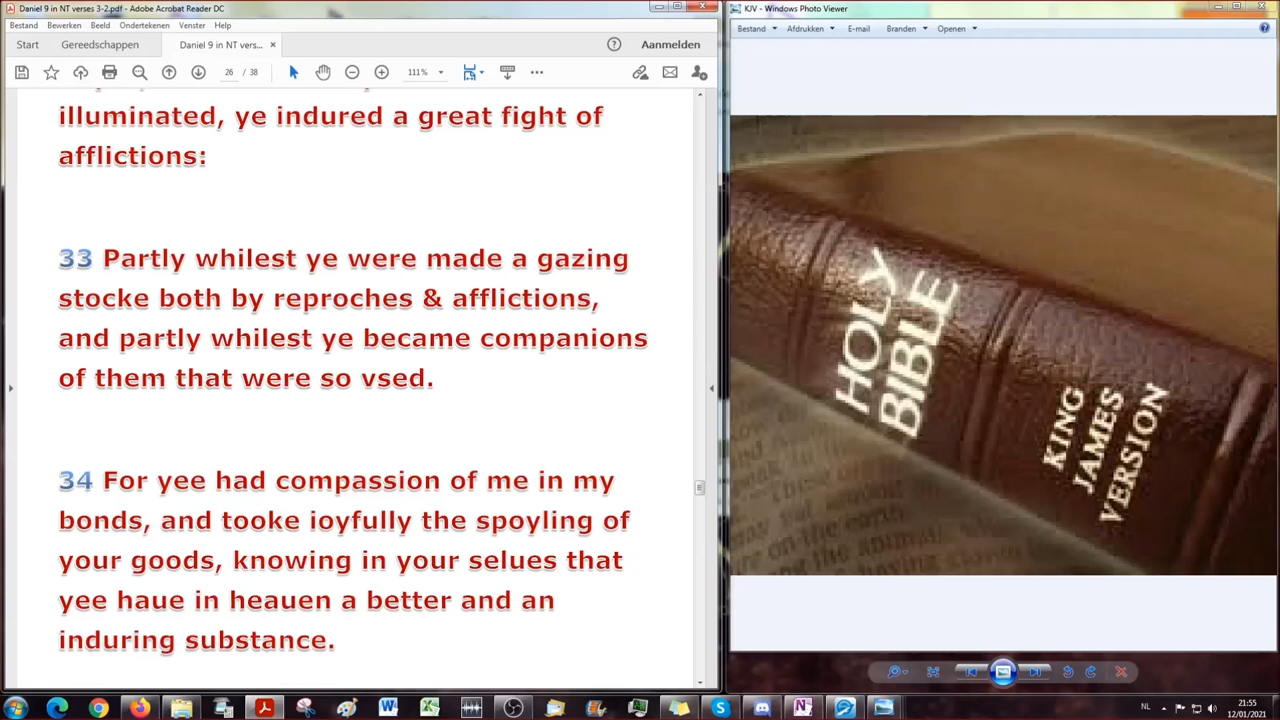 Daniel 9 in NT verses 3-2.pdf - Adobe Acrobat Reader DC
Bestand Bewerken Beeld Ondertekenen Venster Help
Start Gereedschappen Daniel 9 in NT vers... × Aanmelden
26 / 38 111%
illuminated, ye indured a great fight of
afflictions:
33 Partly whilest ye were made a gazing
stocke both by reproches & afflictions,
and partly whilest ye became companions
of them that were so vsed.
34 For yee had compassion of me in my
bonds, and tooke ioyfully the spoyling of
your goods, knowing in your selues that
yee haue in heauen a better and an
induring substance.
KJV - Windows Photo Viewer
Bestand Afdrukken E-mail Branden Openen
HOLY
BIBLE
KING
JAMES
VERSION
NL
21:55
12/01/2021